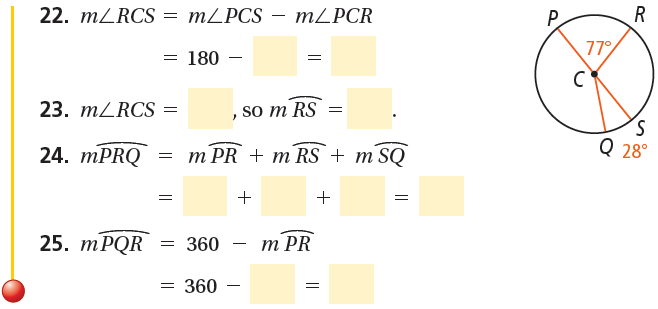 22. m∠RCS = m∠PCS − m∠PCR
= 180 − =
23. m∠RCS = , so mRS = .
24. mPRQ = mPR + mRS + mSQ
= + + =
25. mPQR = 360 − mPR
= 360 − =
P
R
77°
C
S
Q 28°